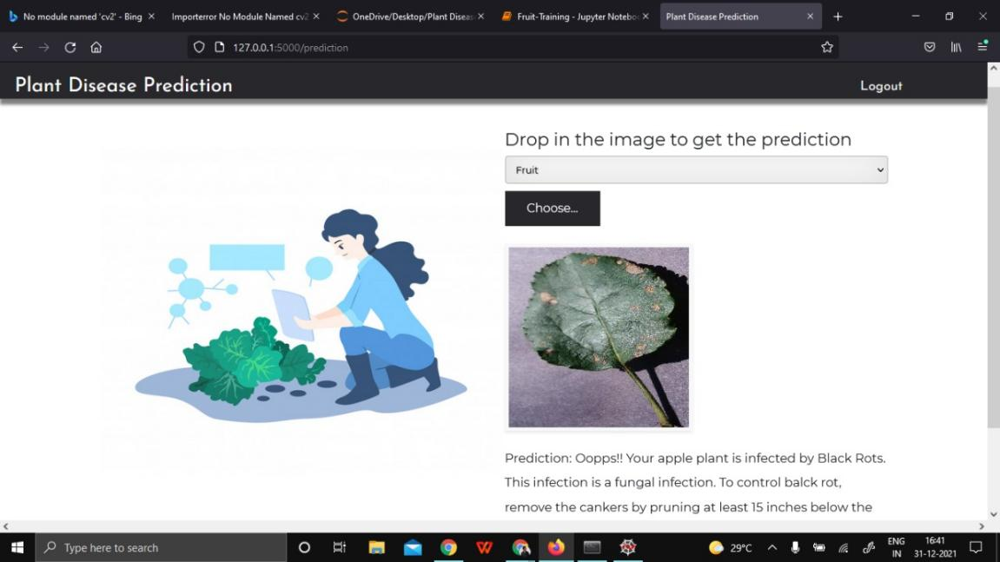 No module named 'cv2' - Bing
Importerror No Module Named cv2
OneDrive/Desktop/Plant Diseas
Fruit-Training - Jupyter Noteboo
Plant Disease Prediction
127.0.0.1:5000/prediction
Plant Disease Prediction
Logout
Drop in the image to get the prediction
Fruit
Choose...
Prediction: Oopps!! Your apple plant is infected by Black Rots.
This infection is a fungal infection. To control balck rot,
remove the cankers by pruning at least 15 inches below the
Type here to search
29°C
ENG
IN
16:41
31-12-2021